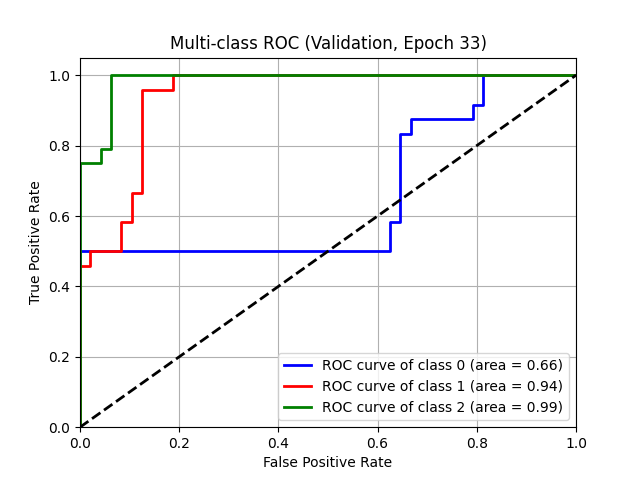 Multi-class ROC (Validation, Epoch 33)
True Positive Rate
1.0
0.8
0.6
0.4
0.2
0.0
ROC curve of class 0 (area = 0.66)
ROC curve of class 1 (area = 0.94)
ROC curve of class 2 (area = 0.99)
0.0 0.2 0.4 0.6 0.8 1.0
False Positive Rate